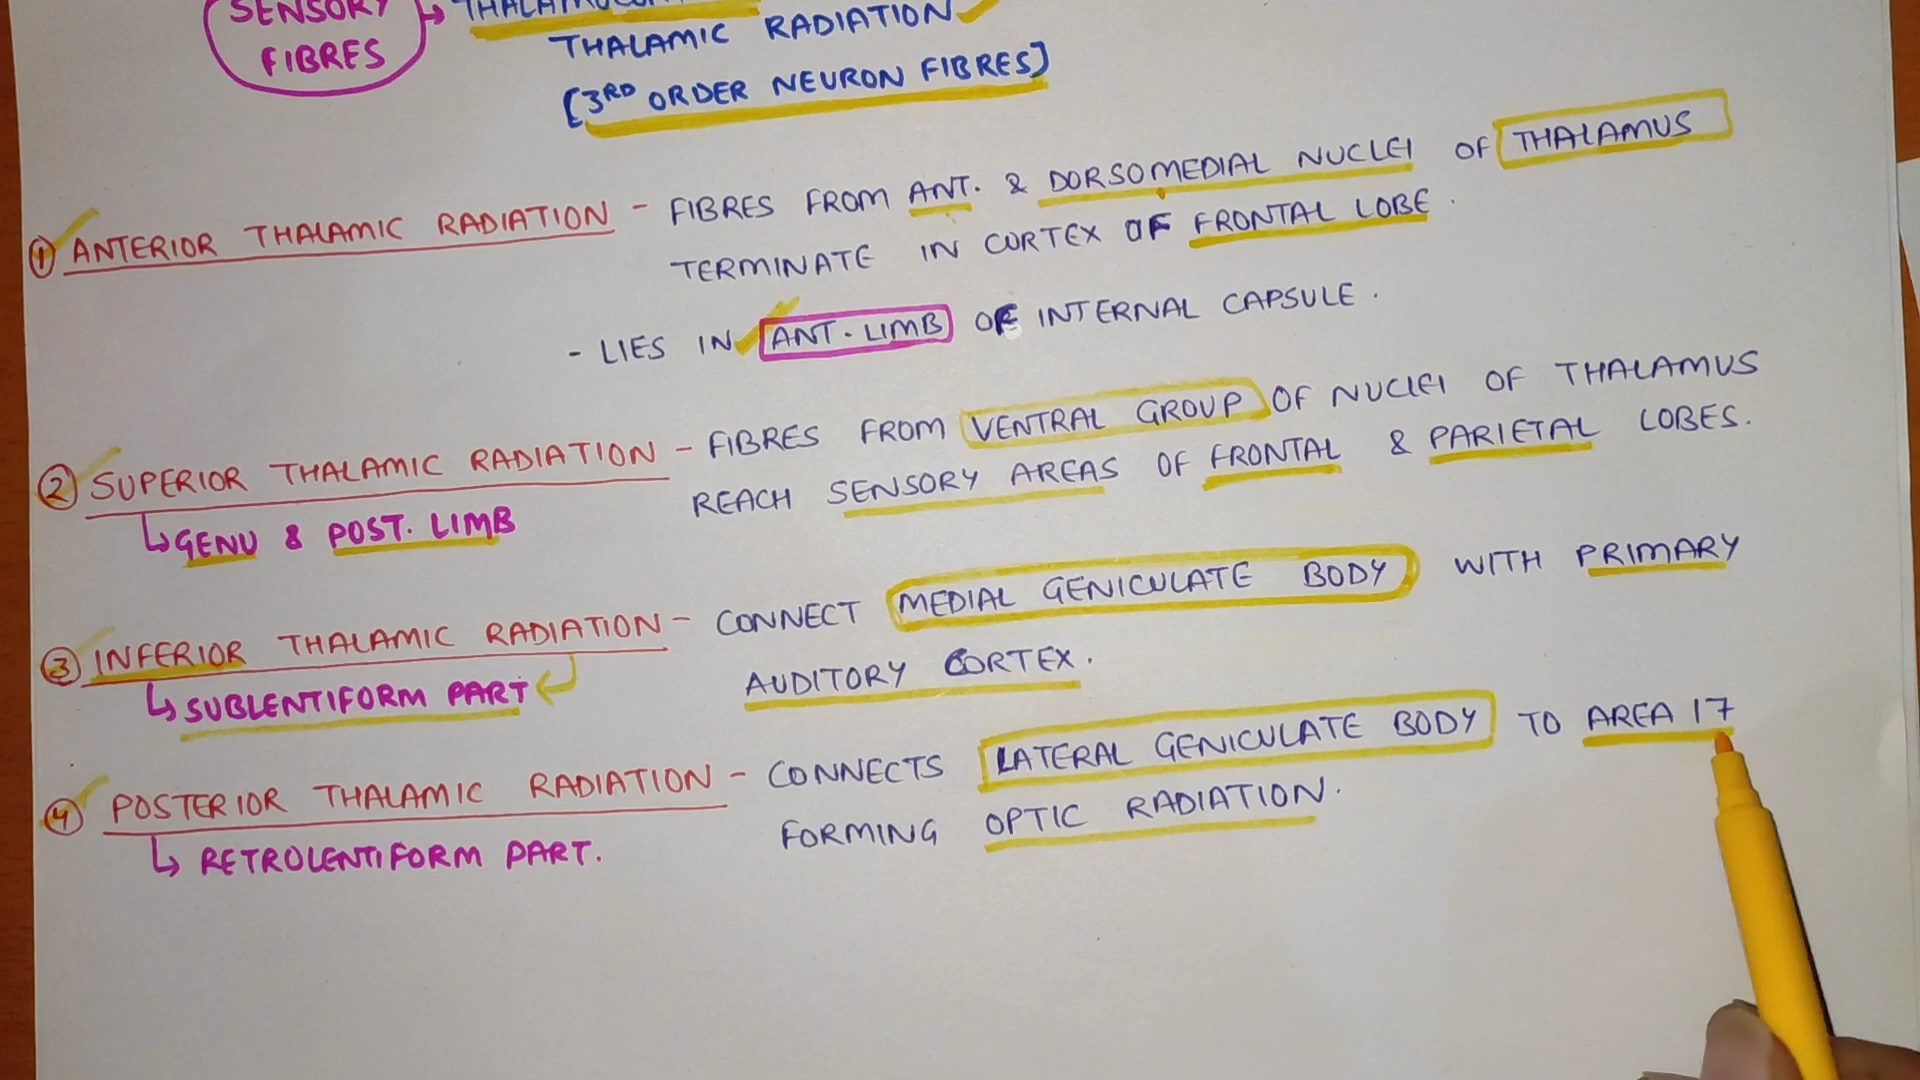 SENSORY
FIBRES
THALAMIC RADIATION
[3RD ORDER NEURON FIBRES]
① ANTERIOR THALAMIC RADIATION - FIBRES FROM ANT. & DORSOMEDIAL NUCLEI OF THALAMUS
TERMINATE IN CORTEX OF FRONTAL LOBE.
- LIES IN ANT. LIMB OF INTERNAL CAPSULE.
② SUPERIOR THALAMIC RADIATION - FIBRES FROM VENTRAL GROUP OF NUCLEI OF THALAMUS
↳ GENU & POST. LIMB
REACH SENSORY AREAS OF FRONTAL & PARIETAL LOBES.
③ INFERIOR THALAMIC RADIATION - CONNECT MEDIAL GENICULATE BODY WITH PRIMARY
↳ SUBLENTIFORM PART
AUDITORY CORTEX.
④ POSTERIOR THALAMIC RADIATION - CONNECTS LATERAL GENICULATE BODY TO AREA 17
↳ RETROLENTIFORM PART.
FORMING OPTIC RADIATION.